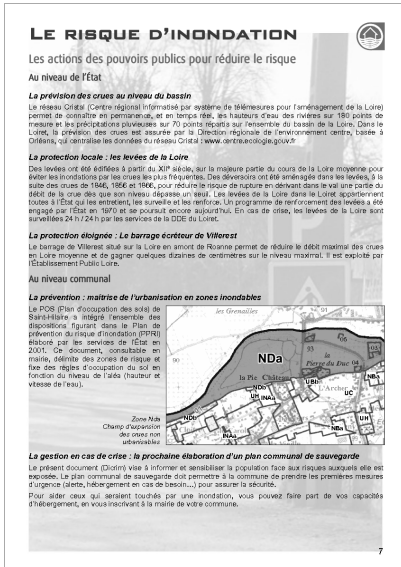 LE RISQUE D'INONDATION
Les actions des pouvoirs publics pour réduire le risque
Au niveau de l'État
La prévision des crues au niveau du bassin
Le réseau Cristal (Centre régional informatisé par système de télémesures pour l'aménagement de la Loire)
permet de connaître en permanence, et en temps réel, les hauteurs d'eau des rivières sur 180 points de
mesure et les précipitations pluvieuses sur 70 points répartis sur l'ensemble du bassin de la Loire. Dans le
Loiret, la prévision des crues est assurée par la Direction régionale de l'environnement centre, basée à
Orléans, qui centralise les données du réseau Cristal : www.centre.ecologie.gouv.fr
La protection locale : les levées de la Loire
Des levées ont été édifiées à partir du XIIe siècle, sur la majeure partie du cours de la Loire moyenne pour
éviter les inondations par les crues les plus fréquentes. Des déversoirs ont été aménagés dans les levées, à la
suite des crues de 1846, 1856 et 1866, pour réduire le risque de rupture en dérivant dans le val une partie du
débit de la crue dès que son niveau dépasse un seuil. Les levées de la Loire dans le Loiret appartiennent
toutes à l'État qui les entretient, les surveille et les renforce. Un programme de renforcement des levées a été
engagé par l'État en 1970 et se poursuit encore aujourd'hui. En cas de crise, les levées de la Loire sont
surveillées 24 h / 24 h par les services de la DDE du Loiret.
La protection éloignée : Le barrage écrêteur de Villerest
Le barrage de Villerest situé sur la Loire en amont de Roanne permet de réduire le débit maximal des crues
en Loire moyenne et de gagner quelques dizaines de centimètres sur le niveau maximal. Il est exploité par
l'Établissement Public Loire.
Au niveau communal
La prévention : maîtrise de l'urbanisation en zones inondables
Le POS (Plan d'occupation des sols) de
Saint-Hilaire a intégré l'ensemble des
dispositions figurant dans le Plan de
prévention du risque d'inondation (PPRI)
élaboré par les services de l'État en
2001. Ce document, consultable en
mairie, délimite des zones de risque et
fixe des règles d'occupation du sol en
fonction du niveau de l'aléa (hauteur et
vitesse de l'eau).
Zone Nda
Champ d'expansion
des crues non
urbanisables
les Grenailles
NDa
la
Pierre du Duc
la Pie
Château
L'Archer
NDb
UH
INAa
UBb
UC
NBa
UH
NBa
NDb
INAa
La gestion en cas de crise : la prochaine élaboration d'un plan communal de sauvegarde
Le présent document (Dicrim) vise à informer et sensibiliser la population face aux risques auxquels elle est
exposée. Le plan communal de sauvegarde doit permettre à la commune de prendre les premières mesures
d'urgence (alerte, hébergement en cas de besoin...) pour assurer la sécurité.
Pour aider ceux qui seraient touchés par une inondation, vous pouvez faire part de vos capacités
d'hébergement, en vous inscrivant à la mairie de votre commune.
7